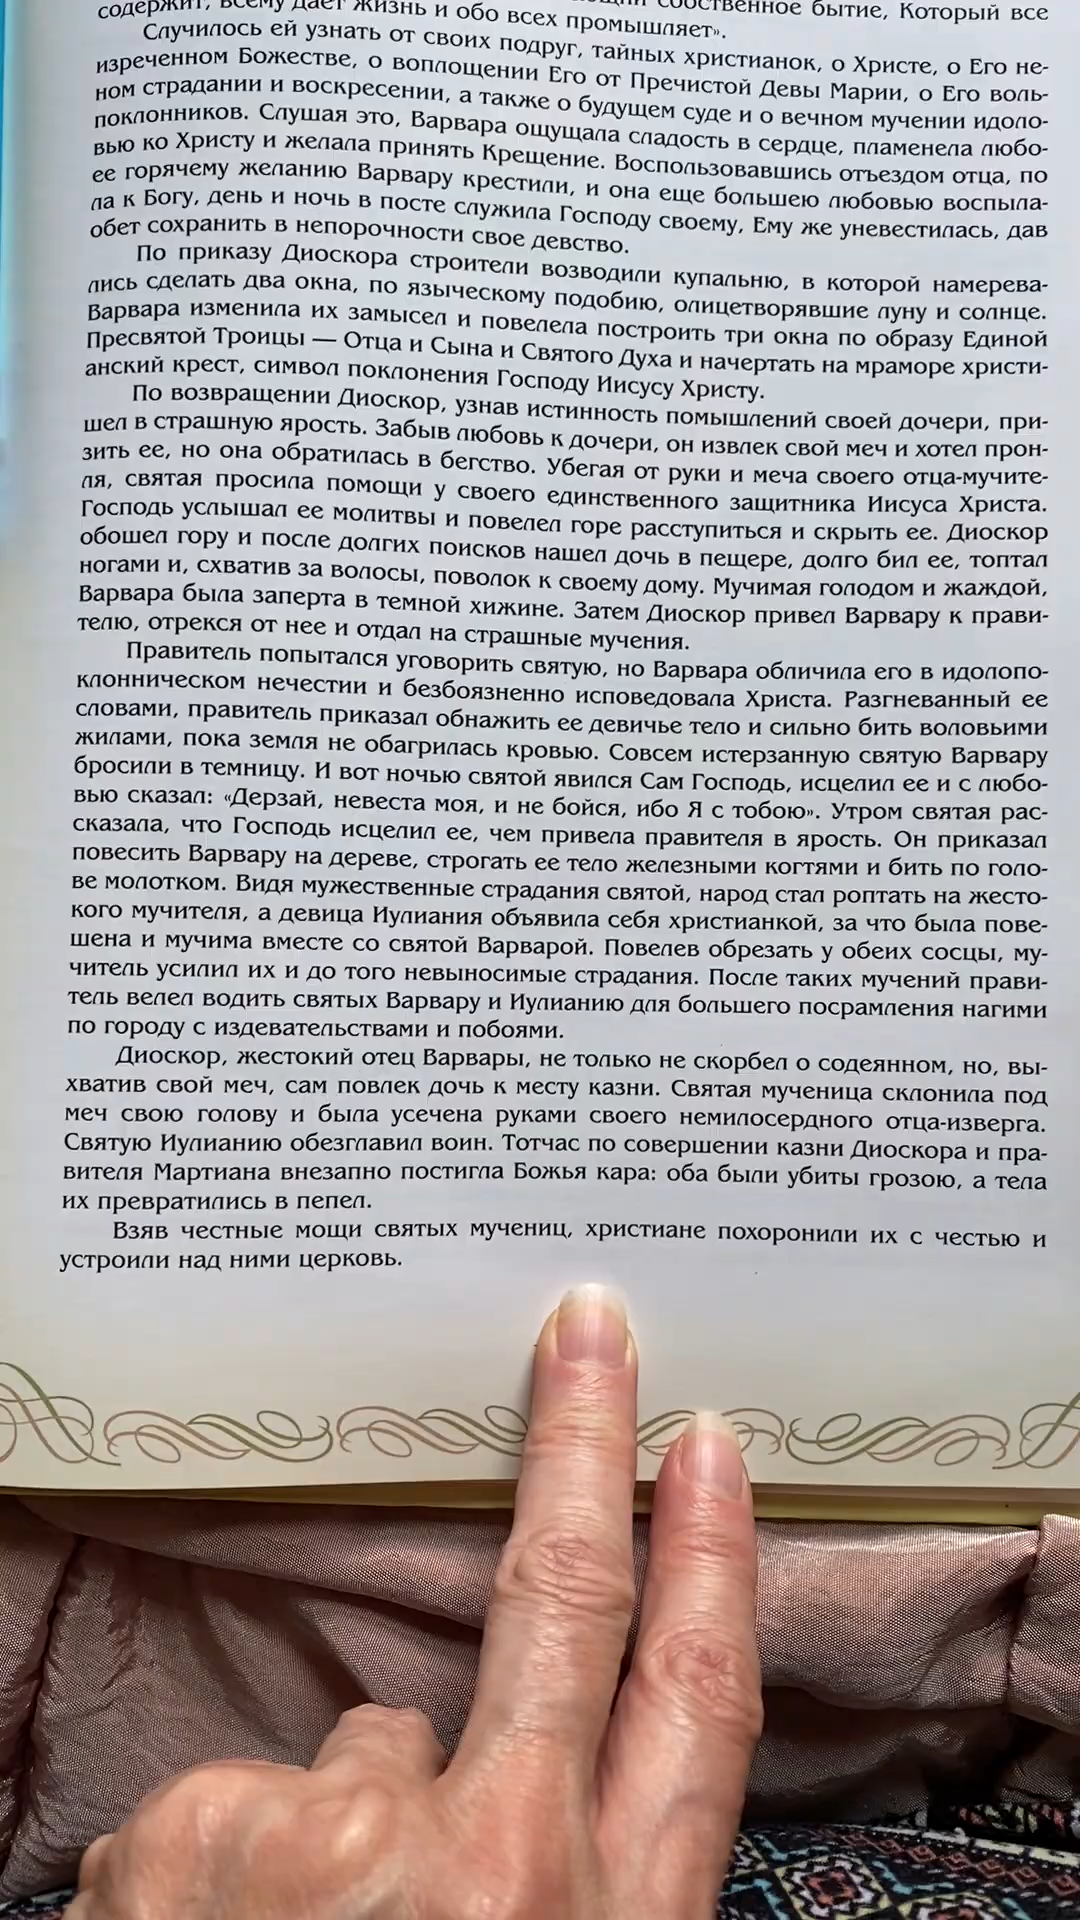 содержит, всему дает жизнь и обо всех промышляет».
собственное бытие, Который все
Случилось ей узнать от своих подруг, тайных христианок, о Христе, о Его не-
изреченном Божестве, о воплощении Его от Пречистой Девы Марии, о Его воль-
ном страдании и воскресении, а также о будущем суде и о вечном мучении идоло-
поклонников. Слушая это, Варвара ощущала сладость в сердце, пламенела любо-
вью ко Христу и желала принять Крещение. Воспользовавшись отъездом отца, по
ее горячему желанию Варвару крестили, и она еще большею любовью воспыла-
ла к Богу, день и ночь в посте служила Господу своему, Ему же уневестилась, дав
обет сохранить в непорочности свое девство.
По приказу Диоскора строители возводили купальню, в которой намерева-
лись сделать два окна, по языческому подобию, олицетворявшие луну и солнце.
Варвара изменила их замысел и повелела построить три окна по образу Единой
Пресвятой Троицы — Отца и Сына и Святого Духа и начертать на мраморе христи-
анский крест, символ поклонения Господу Иисусу Христу.
По возвращении Диоскор, узнав истинность помышлений своей дочери, при-
шел в страшную ярость. Забыв любовь к дочери, он извлек свой меч и хотел прон-
зить ее, но она обратилась в бегство. Убегая от руки и меча своего отца-мучите-
ля, святая просила помощи у своего единственного защитника Иисуса Христа.
Господь услышал ее молитвы и повелел горе расступиться и скрыть ее. Диоскор
обошел гору и после долгих поисков нашел дочь в пещере, долго бил ее, топтал
ногами и, схватив за волосы, поволок к своему дому. Мучимая голодом и жаждой,
Варвара была заперта в темной хижине. Затем Диоскор привел Варвару к прави-
телю, отрекся от нее и отдал на страшные мучения.
Правитель попытался уговорить святую, но Варвара обличила его в идолопо-
клонническом нечестии и безбоязненно исповедовала Христа. Разгневанный ее
словами, правитель приказал обнажить ее девичье тело и сильно бить воловьими
жилами, пока земля не обагрилась кровью. Совсем истерзанную святую Варвару
бросили в темницу. И вот ночью святой явился Сам Господь, исцелил ее и с любо-
вью сказал: «Дерзай, невеста моя, и не бойся, ибо Я с тобою». Утром святая рас-
сказала, что Господь исцелил ее, чем привела правителя в ярость. Он приказал
повесить Варвару на дереве, строгать ее тело железными когтями и бить по голо-
ве молотком. Видя мужественные страдания святой, народ стал роптать на жесто-
кого мучителя, а девица Иулиания объявила себя христианкой, за что была пове-
шена и мучима вместе со святой Варварой. Повелев обрезать у обеих сосцы, му-
читель усилил их и до того невыносимые страдания. После таких мучений прави-
тель велел водить святых Варвару и Иулианию для большего посрамления нагими
по городу с издевательствами и побоями.
Диоскор, жестокий отец Варвары, не только не скорбел о содеянном, но, вы-
хватив свой меч, сам повлек дочь к месту казни. Святая мученица склонила под
меч свою голову и была усечена руками своего немилосердного отца-изверга.
Святую Иулианию обезглавил воин. Тотчас по совершении казни Диоскора и пра-
вителя Мартиана внезапно постигла Божья кара: оба были убиты грозою, а тела
их превратились в пепел.
Взяв честные мощи святых мучениц, христиане похоронили их с честью и
устроили над ними церковь.